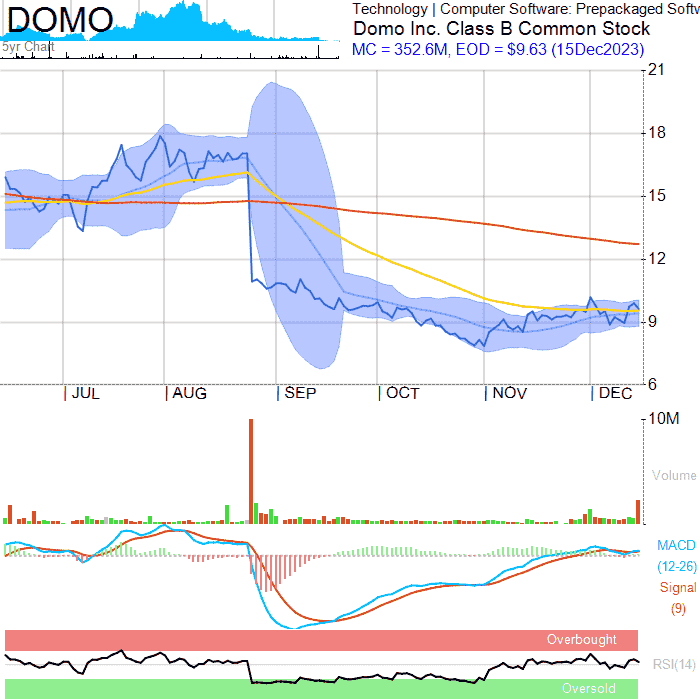 DOMO
5yr Chart
Technology | Computer Software: Prepackaged Softw
Domo Inc. Class B Common Stock
MC = 352.6M, EOD = $9.63 (15Dec2023)
21
18
15
12
9
6
JUL AUG SEP OCT NOV DEC
10M
Volume
MACD
(12-26)
Signal
(9)
Overbought
RSI(14)
Oversold